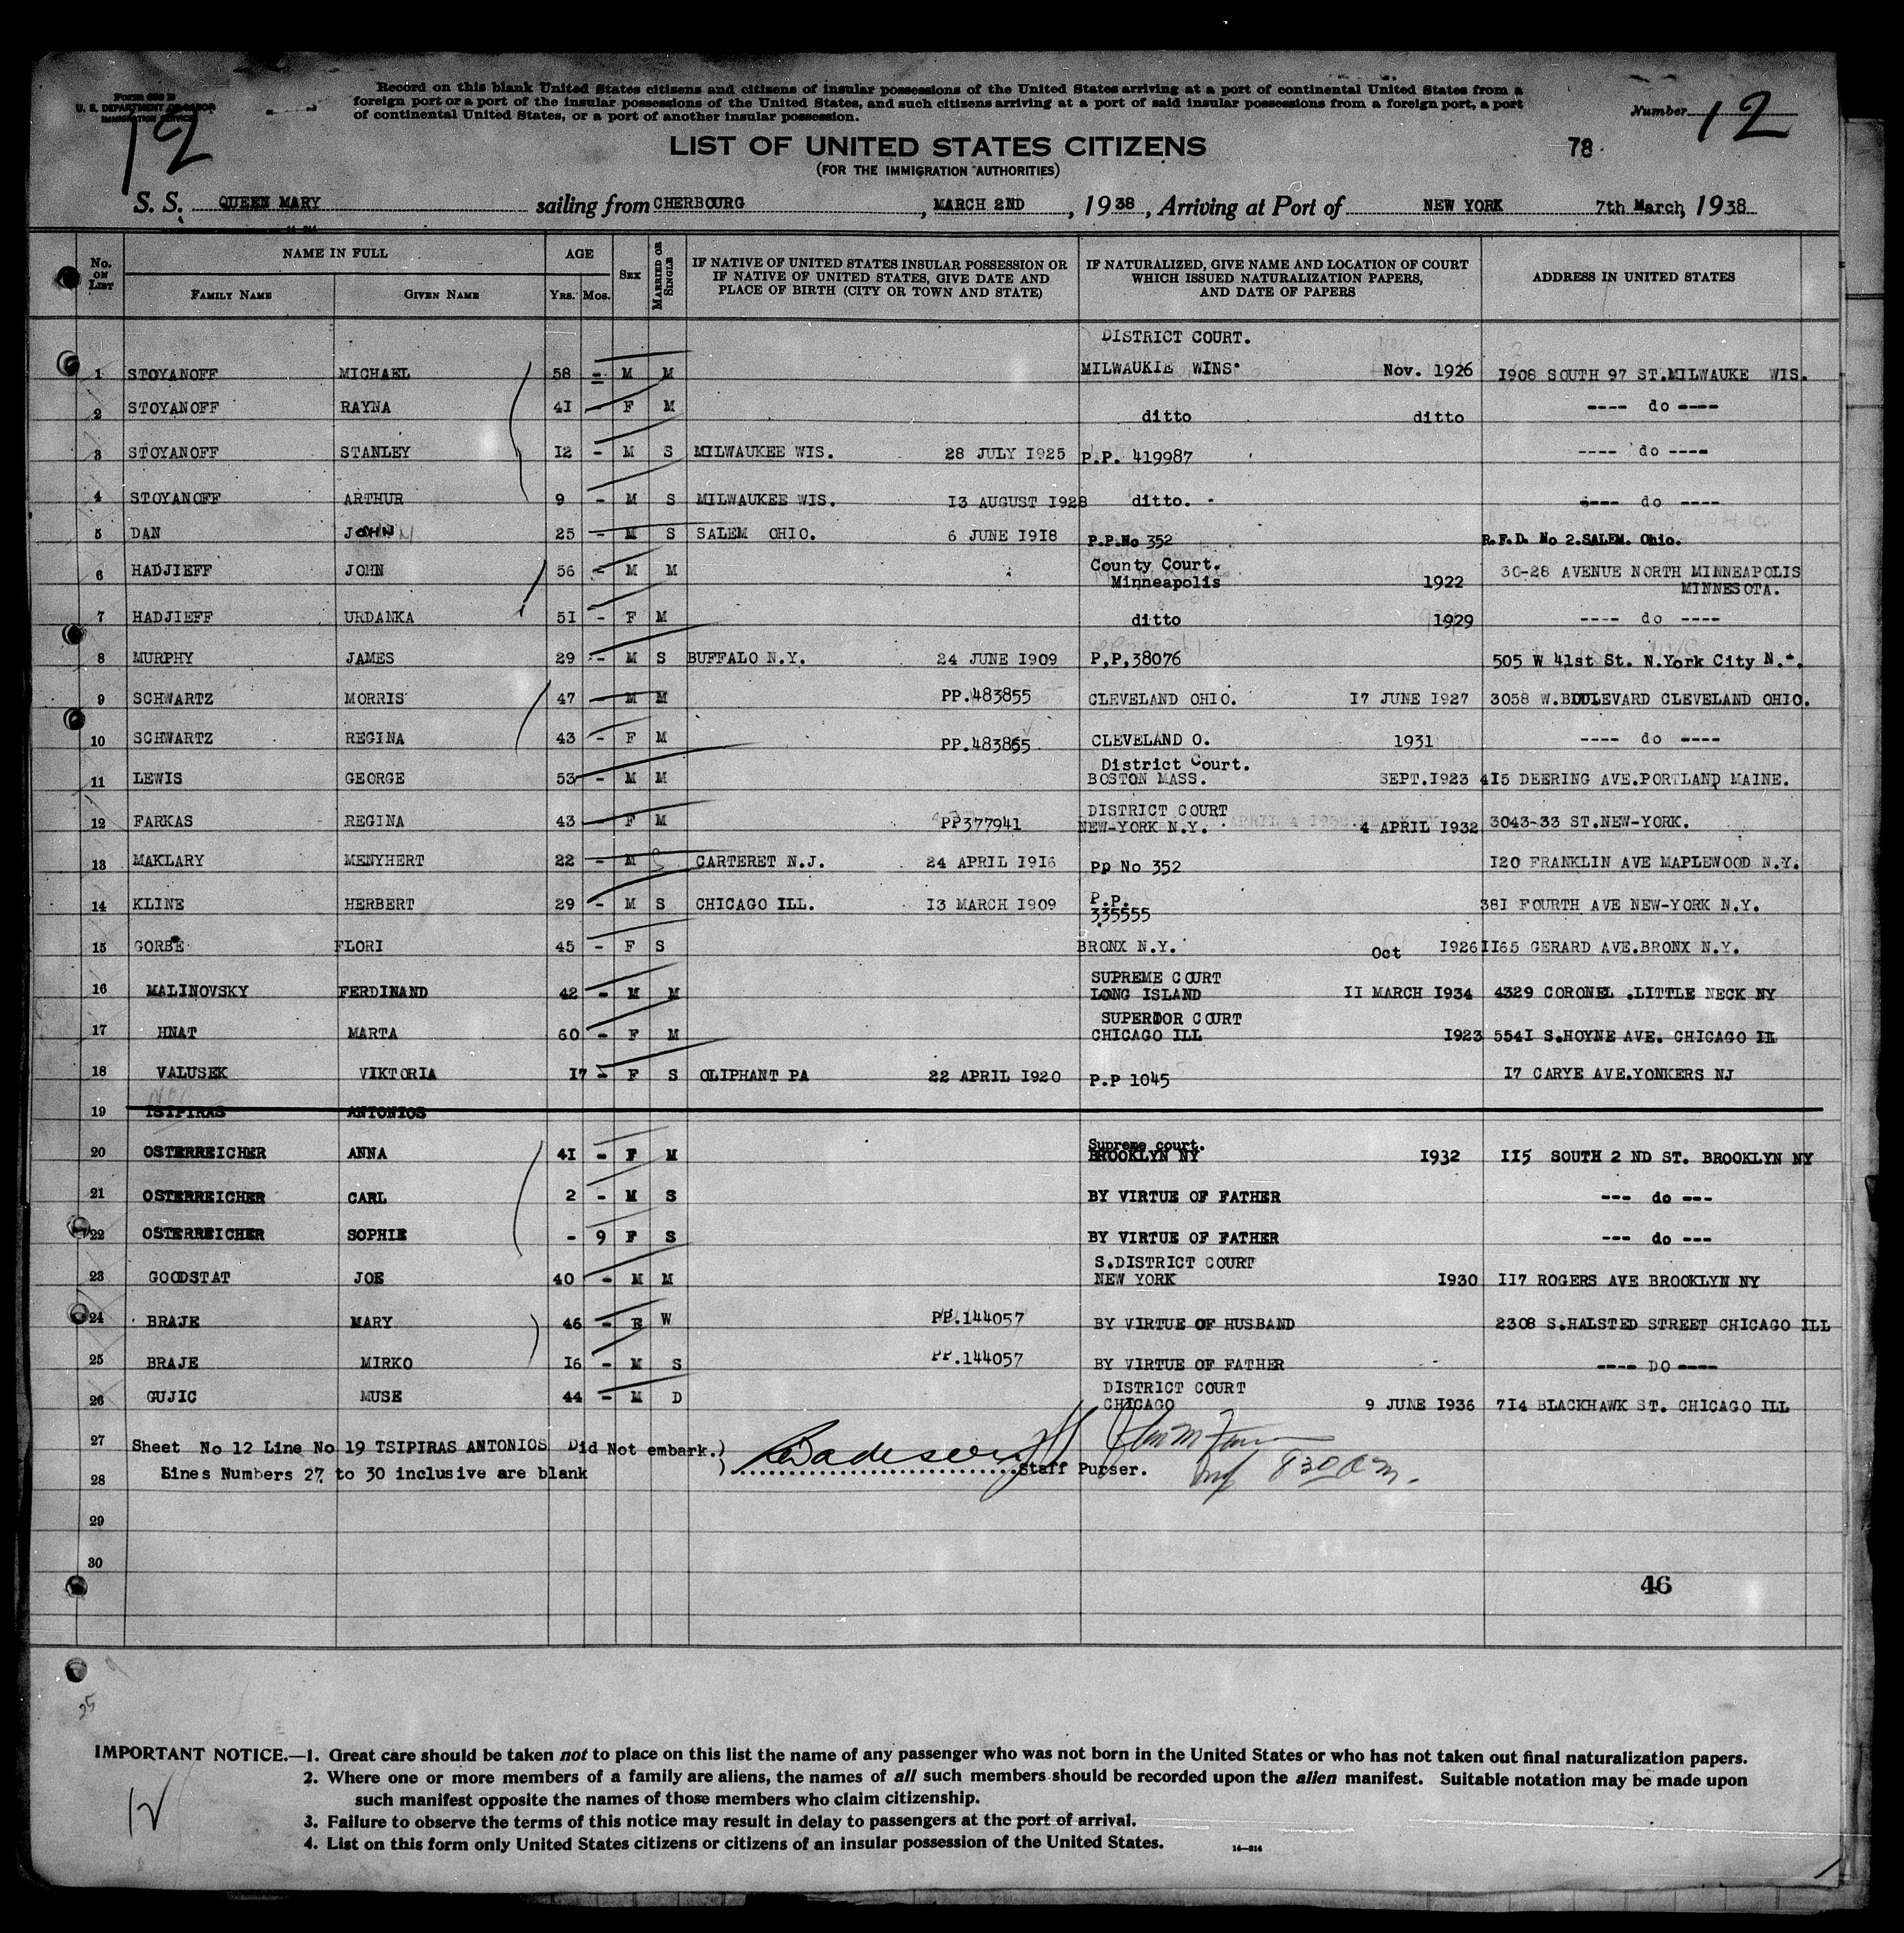 Form 630 B
U. S. DEPARTMENT OF LABOR
IMMIGRATION SERVICE
12
Record on this blank United States citizens and citizens of insular possessions of the United States arriving at a port of continental United States from a
foreign port or a port of the insular possessions of the United States, and such citizens arriving at a port of said insular possessions from a foreign port, a port
of continental United States, or a port of another insular possession.
Number 12
LIST OF UNITED STATES CITIZENS
78
(FOR THE IMMIGRATION AUTHORITIES)
S. S. QUEEN MARY sailing from CHERBOURG, MARCH 2ND, 1938, Arriving at Port of NEW YORK 7th March, 1938
No. ON LIST NAME IN FULL FAMILY NAME GIVEN NAME AGE YRS. MOS. SEX MARRIED OR SINGLE IF NATIVE OF UNITED STATES INSULAR POSSESSION OR IF NATIVE OF UNITED STATES, GIVE DATE AND PLACE OF BIRTH (CITY OR TOWN AND STATE) IF NATURALIZED, GIVE NAME AND LOCATION OF COURT WHICH ISSUED NATURALIZATION PAPERS, AND DATE OF PAPERS ADDRESS IN UNITED STATES
DISTRICT COURT.
1 STOYANOFF MICHAEL 58 - M M MILWAUKIE WINS. Nov. 1926 1908 SOUTH 97 ST.MILWAUKE WIS.
2 STOYANOFF RAYNA 41 - F M ditto ditto ---- do ----
3 STOYANOFF STANLEY 12 - M S MILWAUKEE WIS. 28 JULY 1925 P.P. 419987 ---- do ----
4 STOYANOFF ARTHUR 9 - M S MILWAUKEE WIS. 13 AUGUST 1928 ditto. ---- do ----
5 DAN JOHN 25 - M S SALEM OHIO. 6 JUNE 1918 P.P.No 352 R.F.D. No 2.SALEM. Ohio.
6 HADJIEFF JOHN 56 - M M County Court. Minneapolis 1922 30-28 AVENUE NORTH MINNEAPOLIS MINNESOTA.
7 HADJIEFF URDANKA 51 - F M ditto 1929 ---- do ----
8 MURPHY JAMES 29 - M S BUFFALO N.Y. 24 JUNE 1909 P,P,38076 505 W 41st St. N.York City N.
9 SCHWARTZ MORRIS 47 - M M PP.483855 CLEVELAND OHIO. 17 JUNE 1927 3058 W.BOULEVARD CLEVELAND OHIO.
10 SCHWARTZ REGINA 43 - F M PP.483855 CLEVELAND O. 1931 ---- do ----
11 LEWIS GEORGE 53 - M M District Court. BOSTON MASS. SEPT.1923 415 DEERING AVE.PORTLAND MAINE.
12 FARKAS REGINA 43 - F M PP377941 DISTRICT COURT NEW-YORK N.Y. 4 APRIL 1932 3043-33 ST.NEW-YORK.
13 MAKLARY MENYHERT 22 - M CARTERET N.J. 24 APRIL 1916 Pp No 352 120 FRANKLIN AVE MAPLEWOOD N.Y.
14 KLINE HERBERT 29 - M S CHICAGO ILL. 13 MARCH 1909 P.P. 335555 381 FOURTH AVE NEW-YORK N.Y.
15 GORBE FLORI 45 - F S BRONX N.Y. Oct 1926 1165 GERARD AVE.BRONX N.Y.
16 MALINOVSKY FERDINAND 42 - M M SUPREME COURT LONG ISLAND 11 MARCH 1934 4329 CORONEL .LITTLE NECK NY
17 HNAT MARTA 60 - F M SUPERIOR COURT CHICAGO ILL 1923 5541 S.HOYNE AVE. CHICAGO IL
18 VALUSEK VIKTORIA 17 - F S OLIPHANT PA 22 APRIL 1920 P.P 1045 17 CARYE AVE.YONKERS NJ
19 TSIPIRAS ANTONIOS
20 OSTERREICHER ANNA 41 - F M Supreme court. BROOKLYN NY 1932 115 SOUTH 2 ND ST. BROOKLYN NY
21 OSTERREICHER CARL 2 - M S BY VIRTUE OF FATHER --- do ---
22 OSTERREICHER SOPHIE - 9 F S BY VIRTUE OF FATHER --- do ---
23 GOODSTAT JOE 40 - M M S.DISTRICT COURT NEW YORK 1930 117 ROGERS AVE BROOKLYN NY
24 BRAJE MARY 46 - F W PP.144057 BY VIRTUE OF HUSBAND 2308 S.HALSTED STREET CHICAGO ILL
25 BRAJE MIRKO 16 - M S PP.144057 BY VIRTUE OF FATHER ---- DO ----
26 GUJIC MUSE 44 - M D DISTRICT COURT CHICAGO 9 JUNE 1936 714 BLACKHAWK ST. CHICAGO ILL
27 Sheet No 12 Line No 19 TSIPIRAS ANTONIOS Did Not embark.)
28 Lines Numbers 27 to 30 inclusive are blank ) Staff Purser. 830 am.
29
30
46
25
IMPORTANT NOTICE.—1. Great care should be taken not to place on this list the name of any passenger who was not born in the United States or who has not taken out final naturalization papers.
2. Where one or more members of a family are aliens, the names of all such members should be recorded upon the alien manifest. Suitable notation may be made upon
such manifest opposite the names of those members who claim citizenship.
3. Failure to observe the terms of this notice may result in delay to passengers at the port of arrival.
4. List on this form only United States citizens or citizens of an insular possession of the United States.
12
14—814